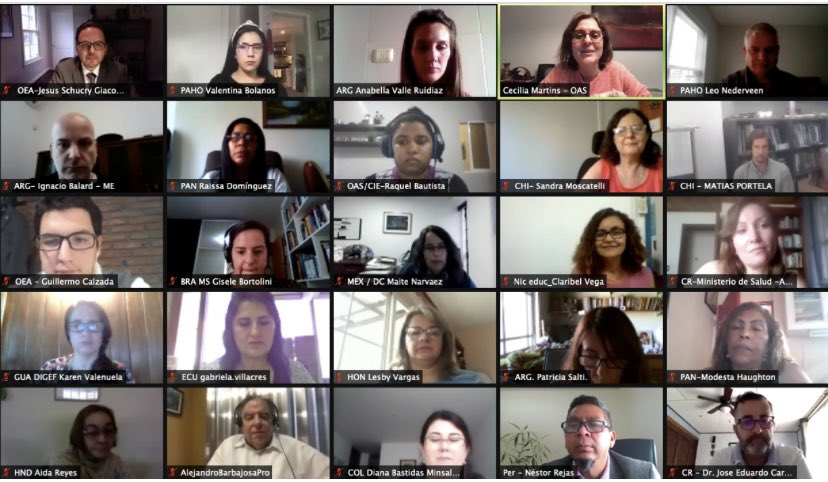 OEA-Jesus Schucry Giaco...
PAHO Valentina Bolanos
ARG Anabella Valle Ruidiaz
Cecilia Martins - OAS
PAHO Leo Nederveen
ARG- Ignacio Balard - ME
PAN Raissa Domínguez
OAS/CIE-Raquel Bautista
CHI- Sandra Moscatelli
CHI - MATIAS PORTELA
OEA - Guillermo Calzada
BRA MS Gisele Bortolini
MEX / DC Maite Narvaez
Nic educ_Claribel Vega
CR-Ministerio de Salud -A...
GUA DIGEF Karen Valenuela
ECU gabriela.villacres
HON Lesby Vargas
ARG. Patricia Salti.
PAN-Modesta Haughton
HND Aida Reyes
AlejandroBarbajosaPro
COL Diana Bastidas Minsal...
Per - Néstor Rejas
CR - Dr. Jose Eduardo Car...